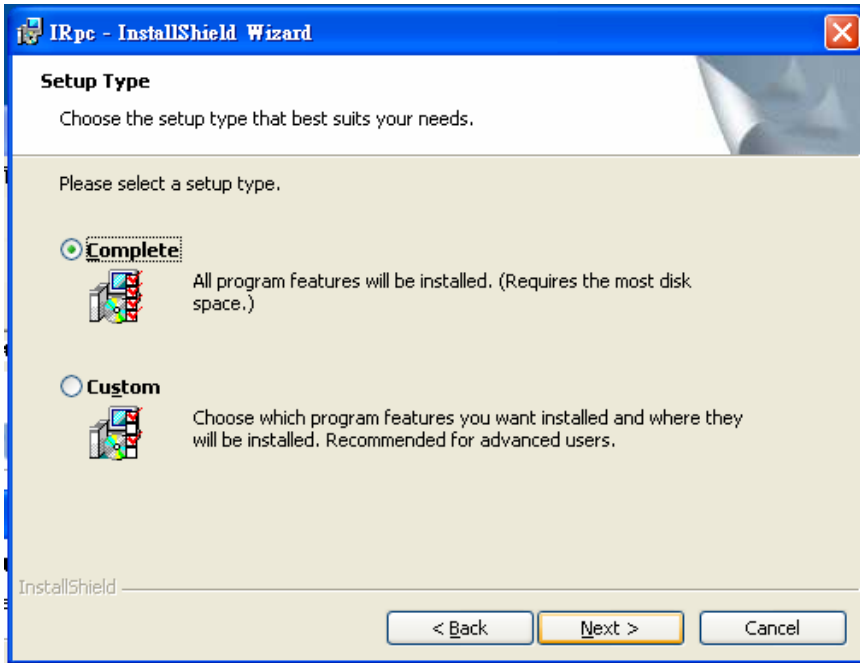 IRpc - InstallShield Wizard
Setup Type
Choose the setup type that best suits your needs.
Please select a setup type.
Complete
All program features will be installed. (Requires the most disk
space.)
Custom
Choose which program features you want installed and where they
will be installed. Recommended for advanced users.
InstallShield
< Back Next > Cancel